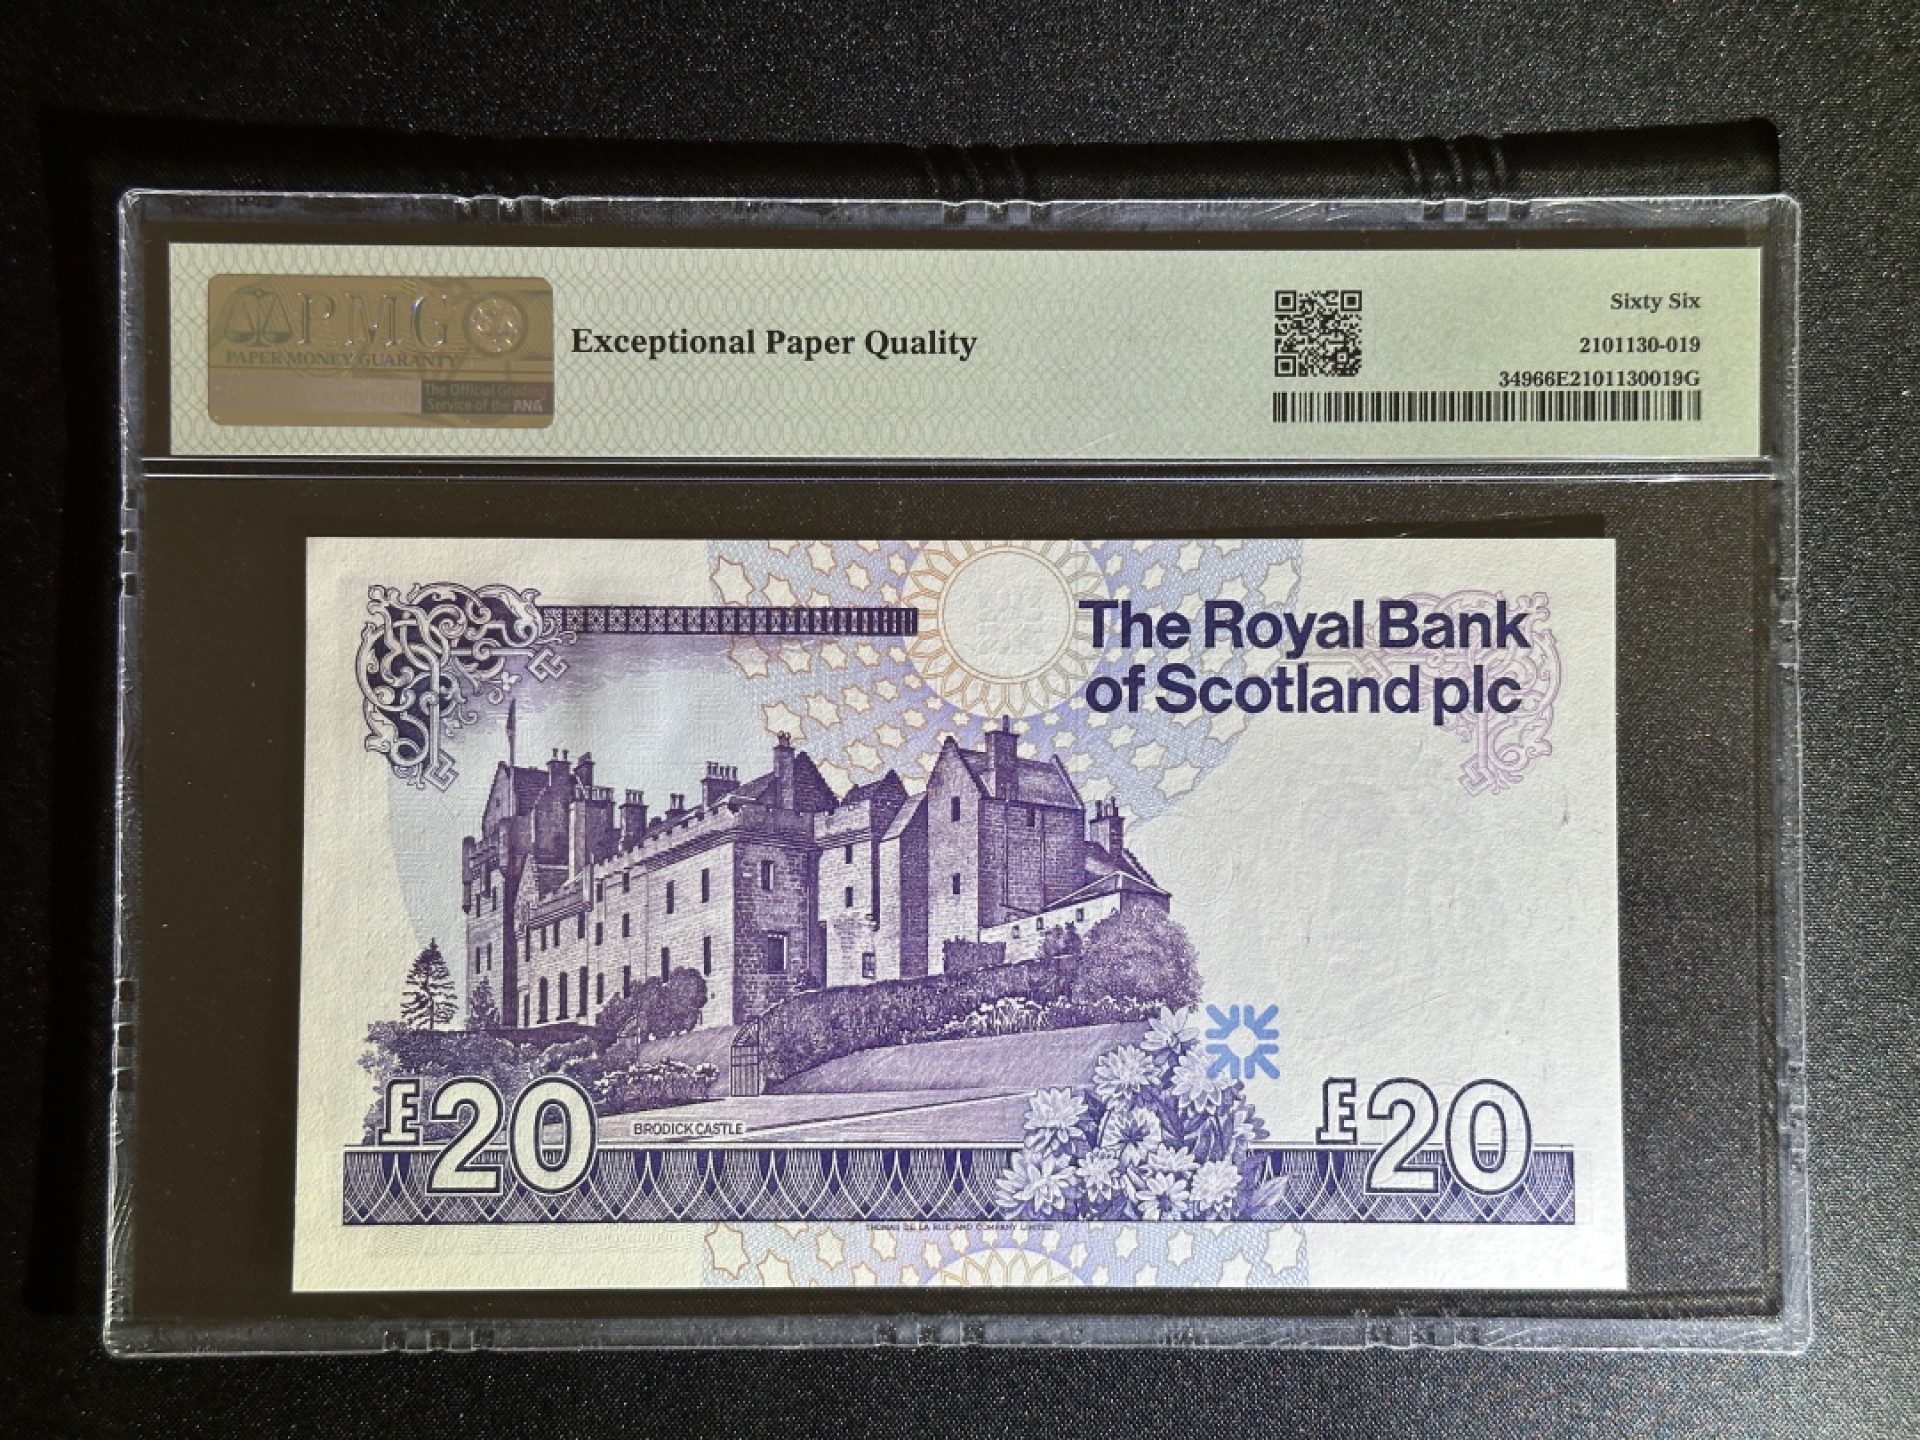 PMG
PAPER MONEY GUARANTY
The Official Grading
Service of the ANA
Exceptional Paper Quality
Sixty Six
2101130-019
34966E2101130019G
The Royal Bank
of Scotland plc
£20
BRODICK CASTLE
£20
THOMAS DE LA RUE AND COMPANY LIMITED